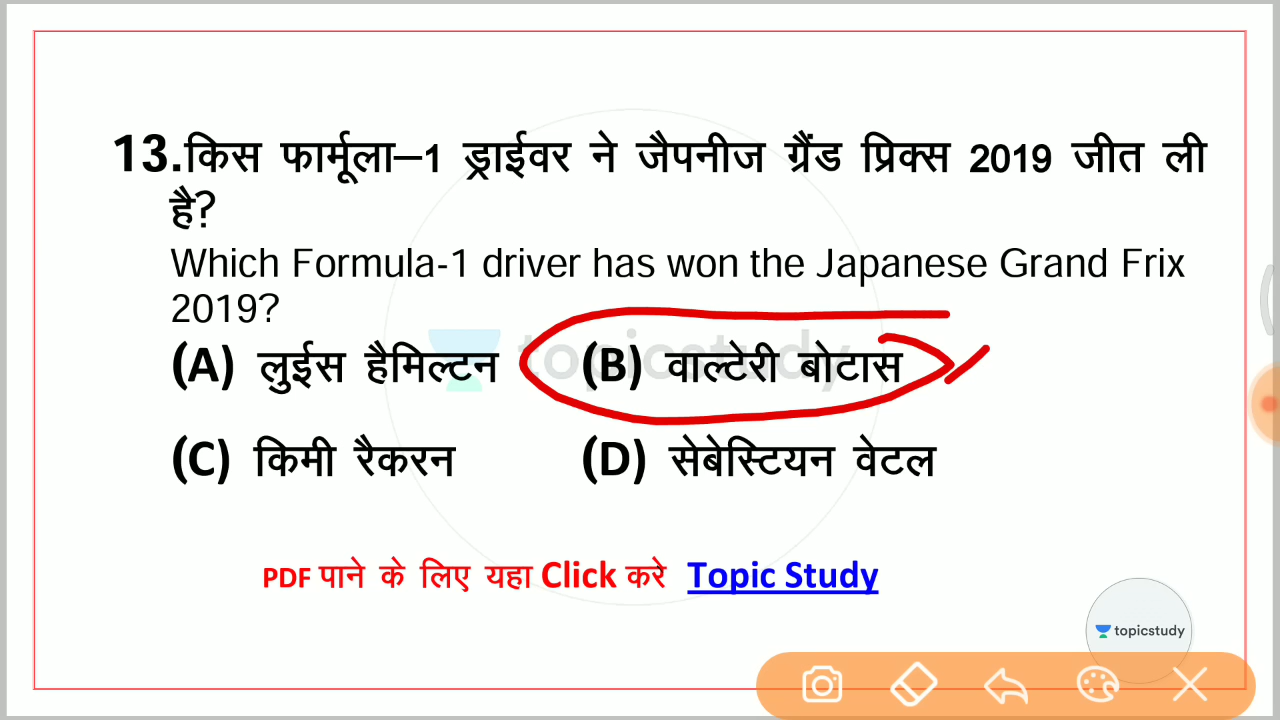 13.किस फार्मूला–1 ड्राईवर ने जैपनीज ग्रैंड प्रिक्स 2019 जीत ली
है?
Which Formula-1 driver has won the Japanese Grand Frix
2019?
topicstudy
(A) लुईस हैमिल्टन (B) वाल्टेरी बोटास
(C) किमी रैकरन (D) सेबेस्टियन वेटल
PDF पाने के लिए यहा Click करे Topic Study
topicstudy